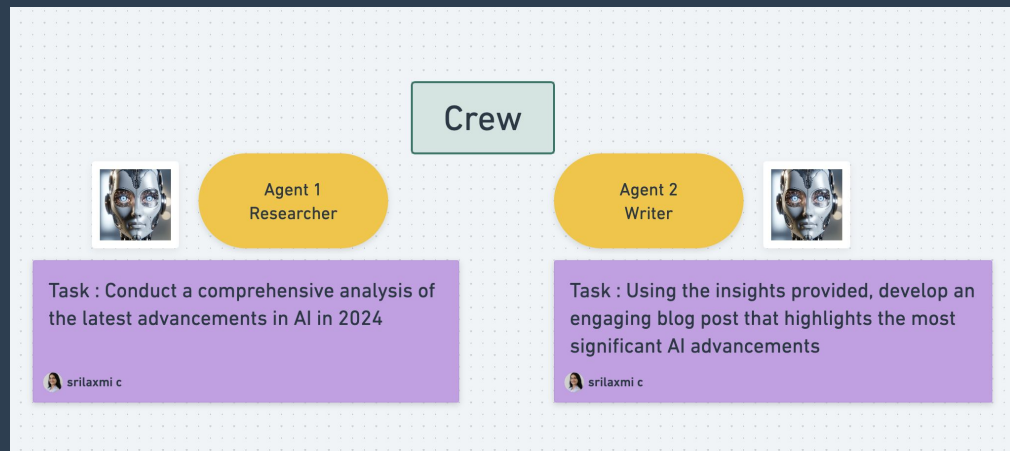 Crew
Agent 1
Researcher
Agent 2
Writer
Task : Conduct a comprehensive analysis of
the latest advancements in AI in 2024
srilaxmi c
Task : Using the insights provided, develop an
engaging blog post that highlights the most
significant AI advancements
srilaxmi c